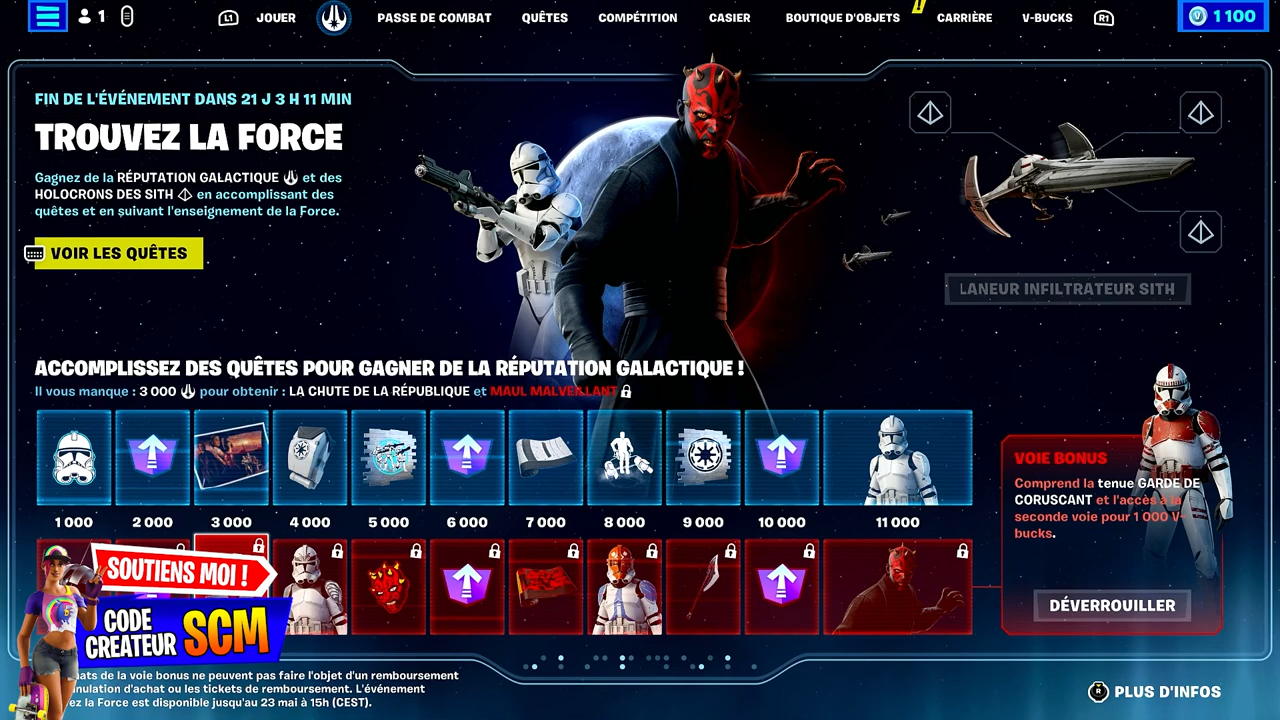 1
L1
JOUER
PASSE DE COMBAT
QUÊTES
COMPÉTITION
CASIER
BOUTIQUE D'OBJETS
CARRIÈRE
V-BUCKS
R1
1 100
FIN DE L'ÉVÉNEMENT DANS 21 J 3 H 11 MIN
TROUVEZ LA FORCE
Gagnez de la RÉPUTATION GALACTIQUE et des
HOLOCRONS DES SITH en accomplissant des
quêtes et en suivant l'enseignement de la Force.
VOIR LES QUÊTES
LANEUR INFILTRATEUR SITH
ACCOMPLISSEZ DES QUÊTES POUR GAGNER DE LA RÉPUTATION GALACTIQUE !
Il vous manque : 3 000 pour obtenir : LA CHUTE DE LA RÉPUBLIQUE et MAUL MALVEILLANT
1 000
2 000
3 000
4 000
5 000
6 000
7 000
8 000
9 000
10 000
11 000
VOIE BONUS
Comprend la tenue GARDE DE
CORUSCANT et l'accès à la
seconde voie pour 1 000 V-
bucks.
DÉVERROUILLER
SOUTIENS MOI !
CODE
CRÉATEUR SCM
ats de la voie bonus ne peuvent pas faire l'objet d'un remboursement
nulation d'achat ou les tickets de remboursement. L'événement
ez la Force est disponible jusqu'au 23 mai à 15h (CEST).
R
PLUS D'INFOS